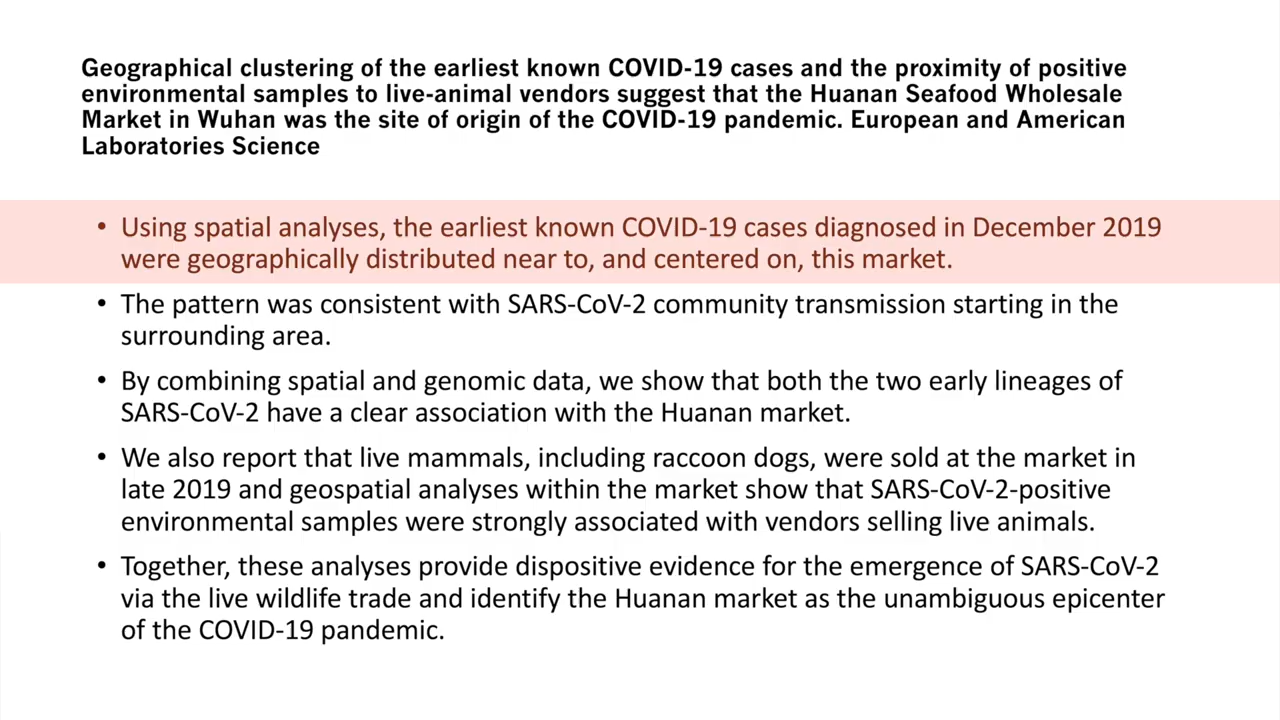 Geographical clustering of the earliest known COVID-19 cases and the proximity of positive
environmental samples to live-animal vendors suggest that the Huanan Seafood Wholesale
Market in Wuhan was the site of origin of the COVID-19 pandemic. European and American
Laboratories Science
• Using spatial analyses, the earliest known COVID-19 cases diagnosed in December 2019
were geographically distributed near to, and centered on, this market.
• The pattern was consistent with SARS-CoV-2 community transmission starting in the
surrounding area.
• By combining spatial and genomic data, we show that both the two early lineages of
SARS-CoV-2 have a clear association with the Huanan market.
• We also report that live mammals, including raccoon dogs, were sold at the market in
late 2019 and geospatial analyses within the market show that SARS-CoV-2-positive
environmental samples were strongly associated with vendors selling live animals.
• Together, these analyses provide dispositive evidence for the emergence of SARS-CoV-2
via the live wildlife trade and identify the Huanan market as the unambiguous epicenter
of the COVID-19 pandemic.